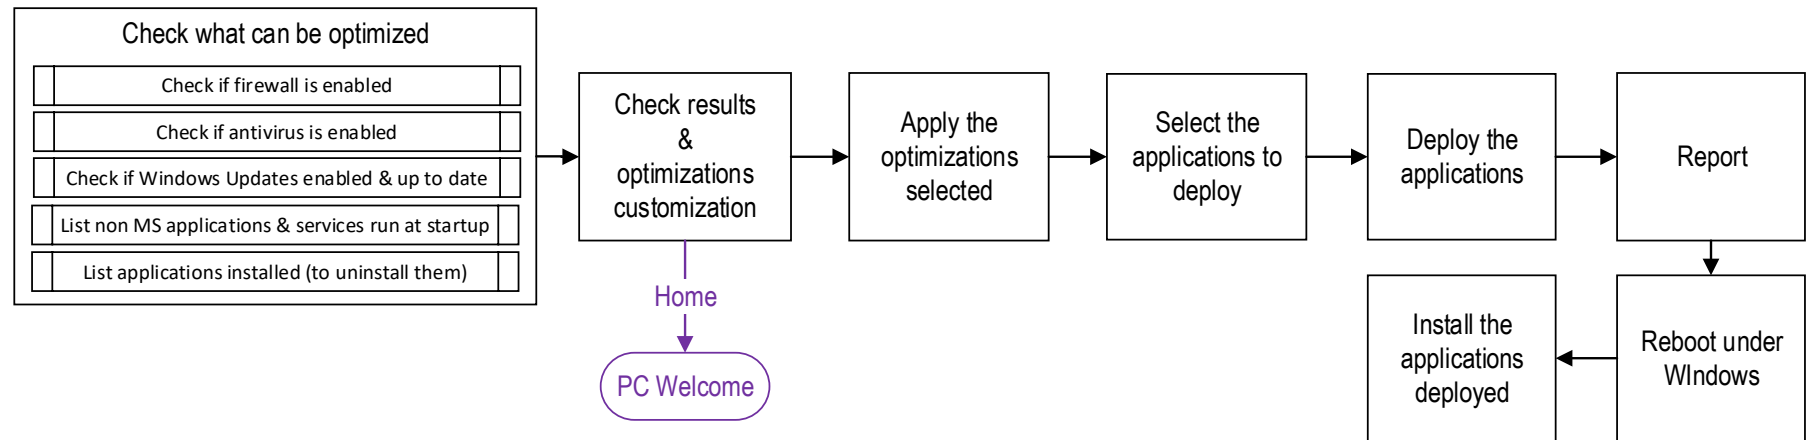 Check what can be optimized
Check if firewall is enabled
Check if antivirus is enabled
Check if Windows Updates enabled & up to date
List non MS applications & services run at startup
List applications installed (to uninstall them)
Check results
&
optimizations
customization
Home
PC Welcome
Apply the
optimizations
selected
Select the
applications to
deploy
Deploy the
applications
Report
Reboot under
WIndows
Install the
applications
deployed